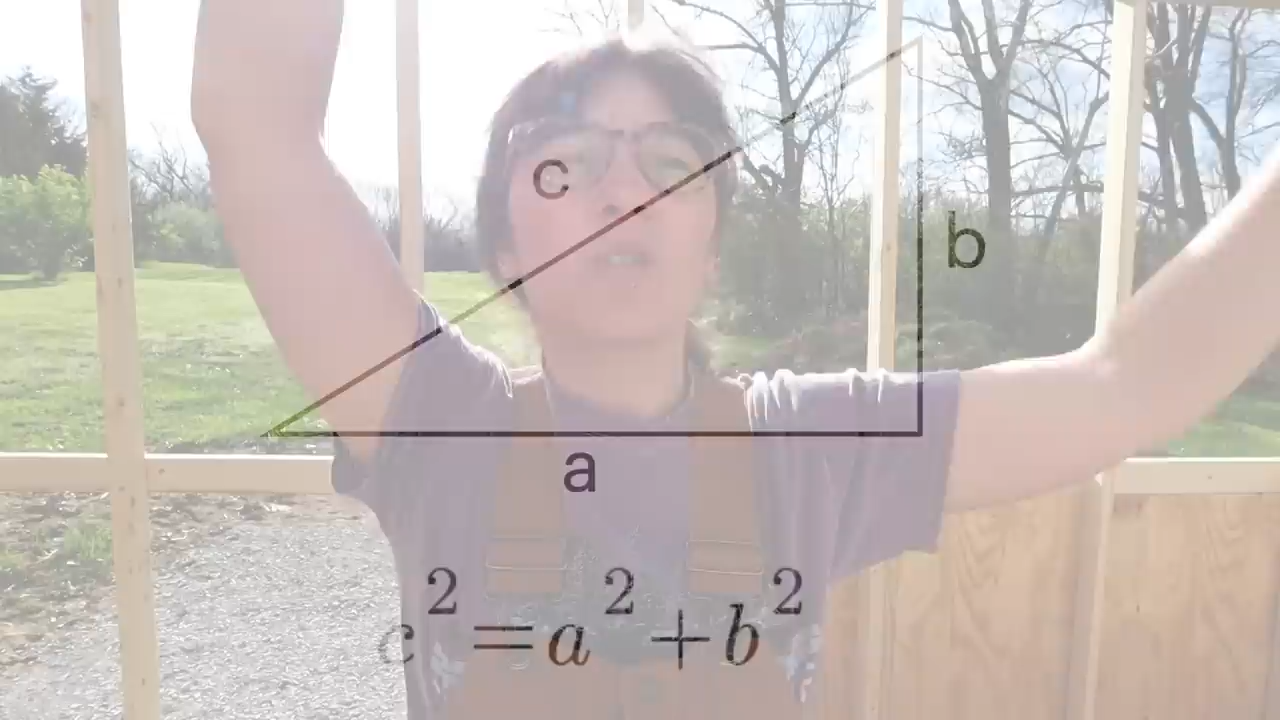 c
b
a
c² = a² + b²